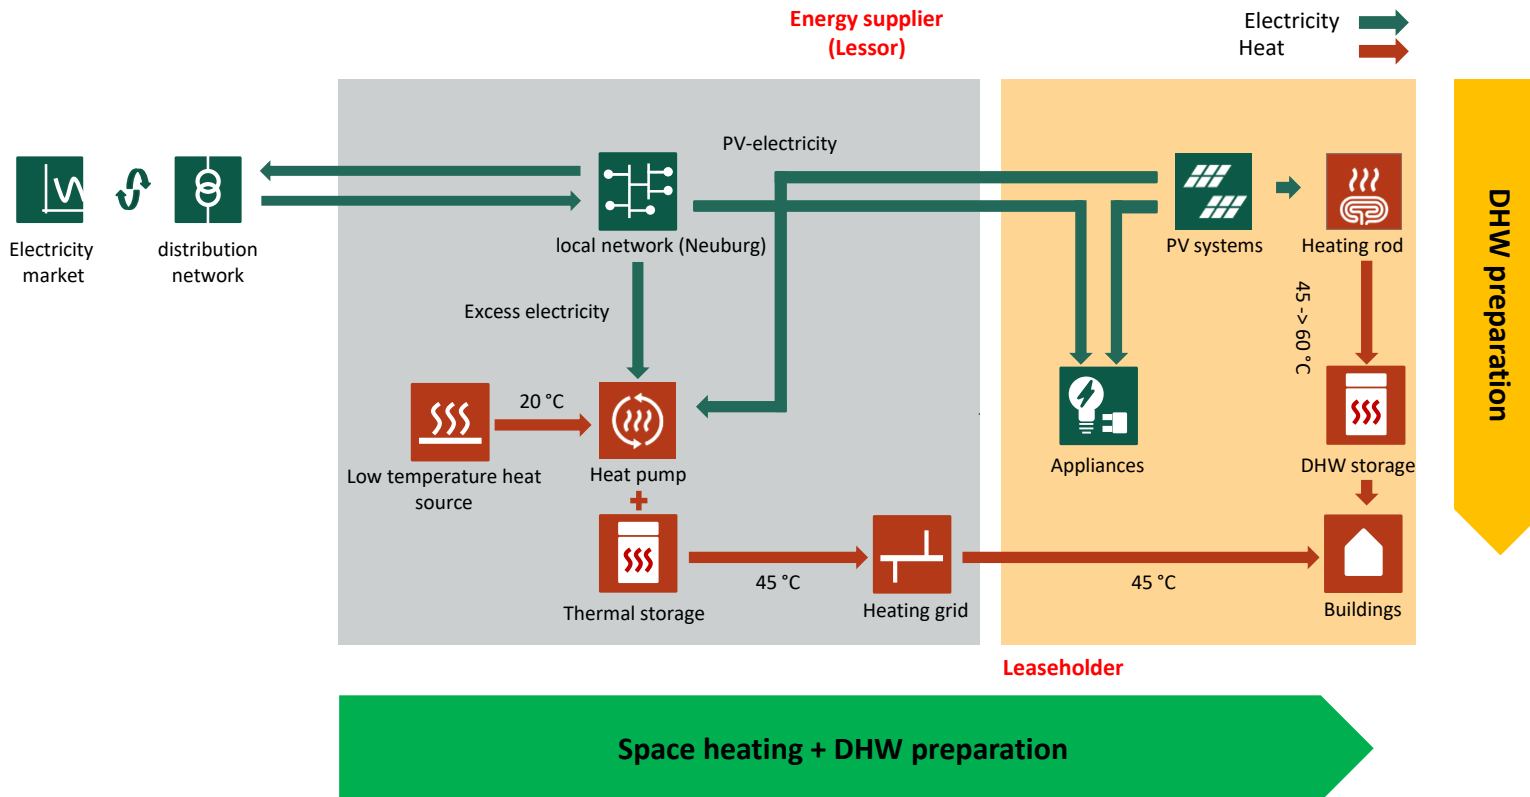 Energy supplier
(Lessor)
Electricity
Heat
PV-electricity
Electricity
market
distribution
network
local network (Neuburg)
PV systems
Heating rod
Excess electricity
45 -> 60 °C
DHW preparation
20 °C
Low temperature heat
source
Heat pump
Appliances
DHW storage
45 °C
45 °C
Thermal storage
Heating grid
Buildings
Leaseholder
Space heating + DHW preparation